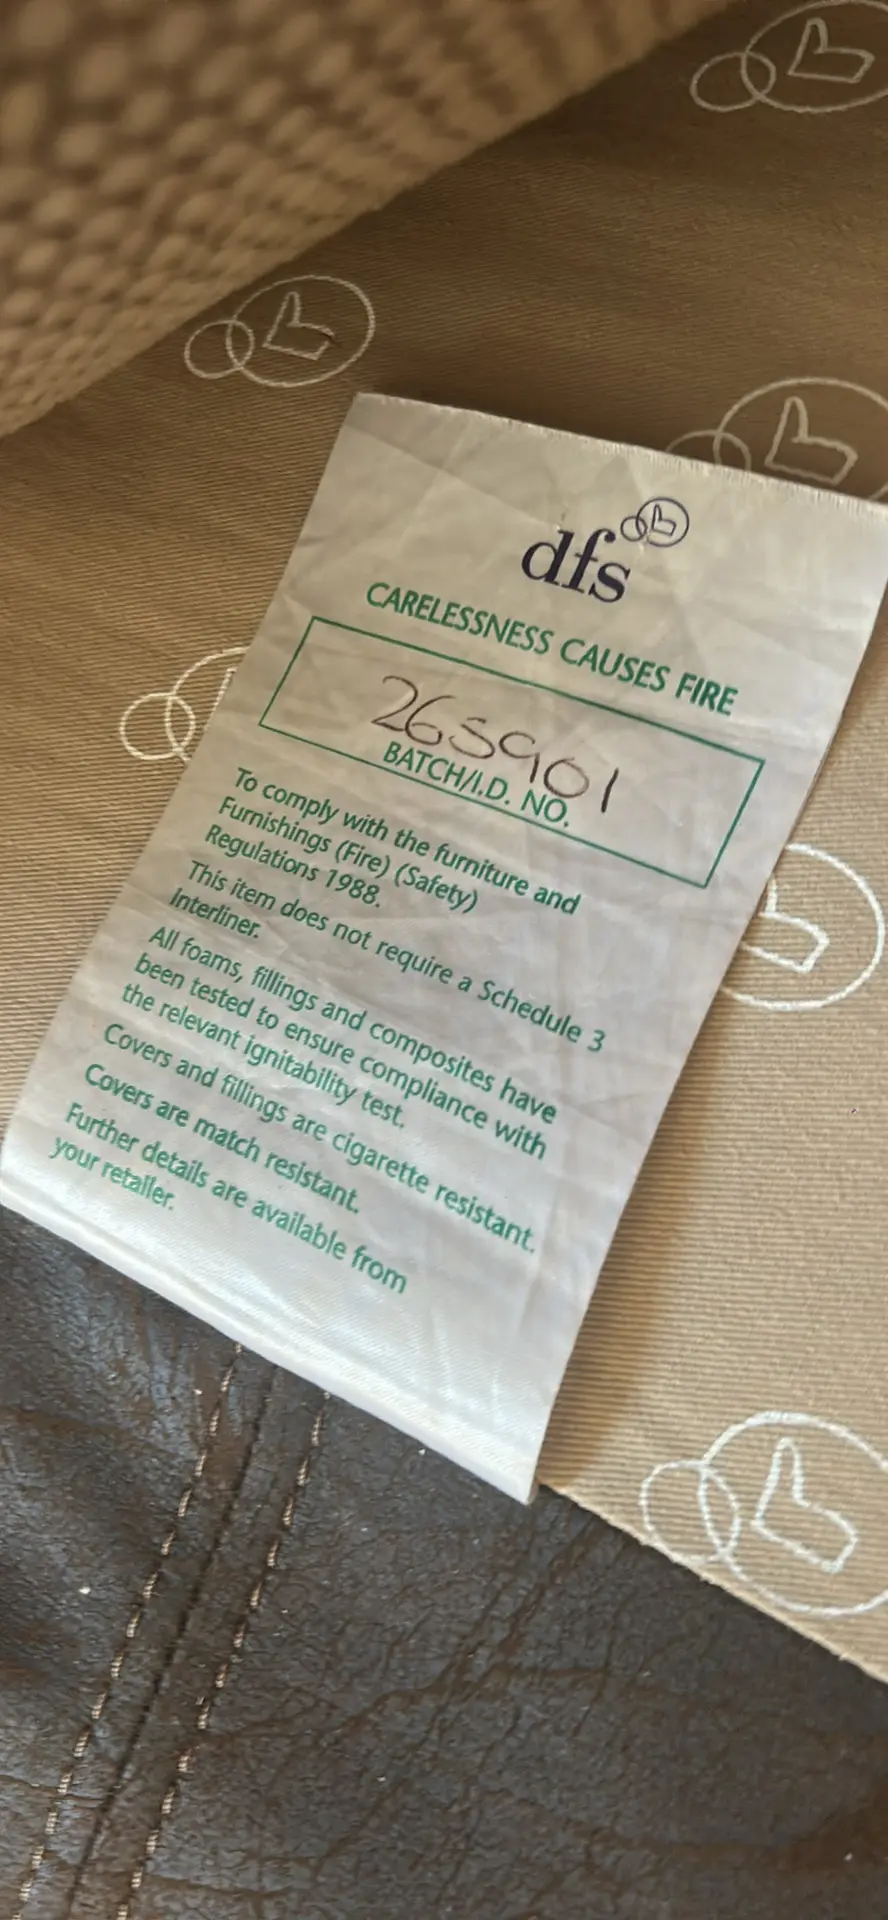 dfs
CARELESSNESS CAUSES FIRE
265901
BATCH/I.D. NO.
To comply with the furniture and
Furnishings (Fire) (Safety)
Regulations 1988.
This item does not require a Schedule 3
Interliner.
All foams, fillings and composites have
been tested to ensure compliance with
the relevant ignitability test.
Covers and fillings are cigarette resistant.
Covers are match resistant.
Further details are available from
your retailer.